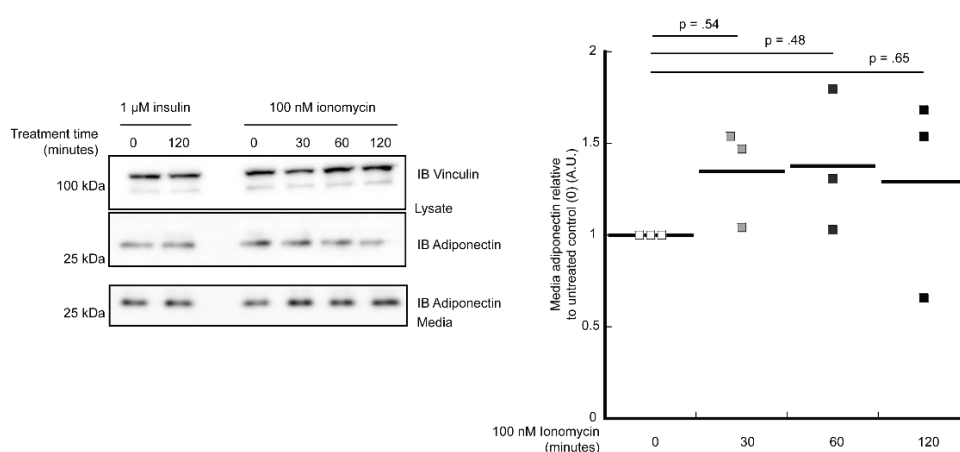 1 µM insulin 100 nM ionomycin
Treatment time
(minutes)
0 120 0 30 60 120
100 kDa
IB Vinculin
Lysate
IB Adiponectin
25 kDa
IB Adiponectin
25 kDa
Media
p = .54
p = .48
p = .65
2
1.5
1
0.5
0
Media adiponectin relative
to untreated control (0) (A.U.)
100 nM Ionomycin
(minutes)
0 30 60 120